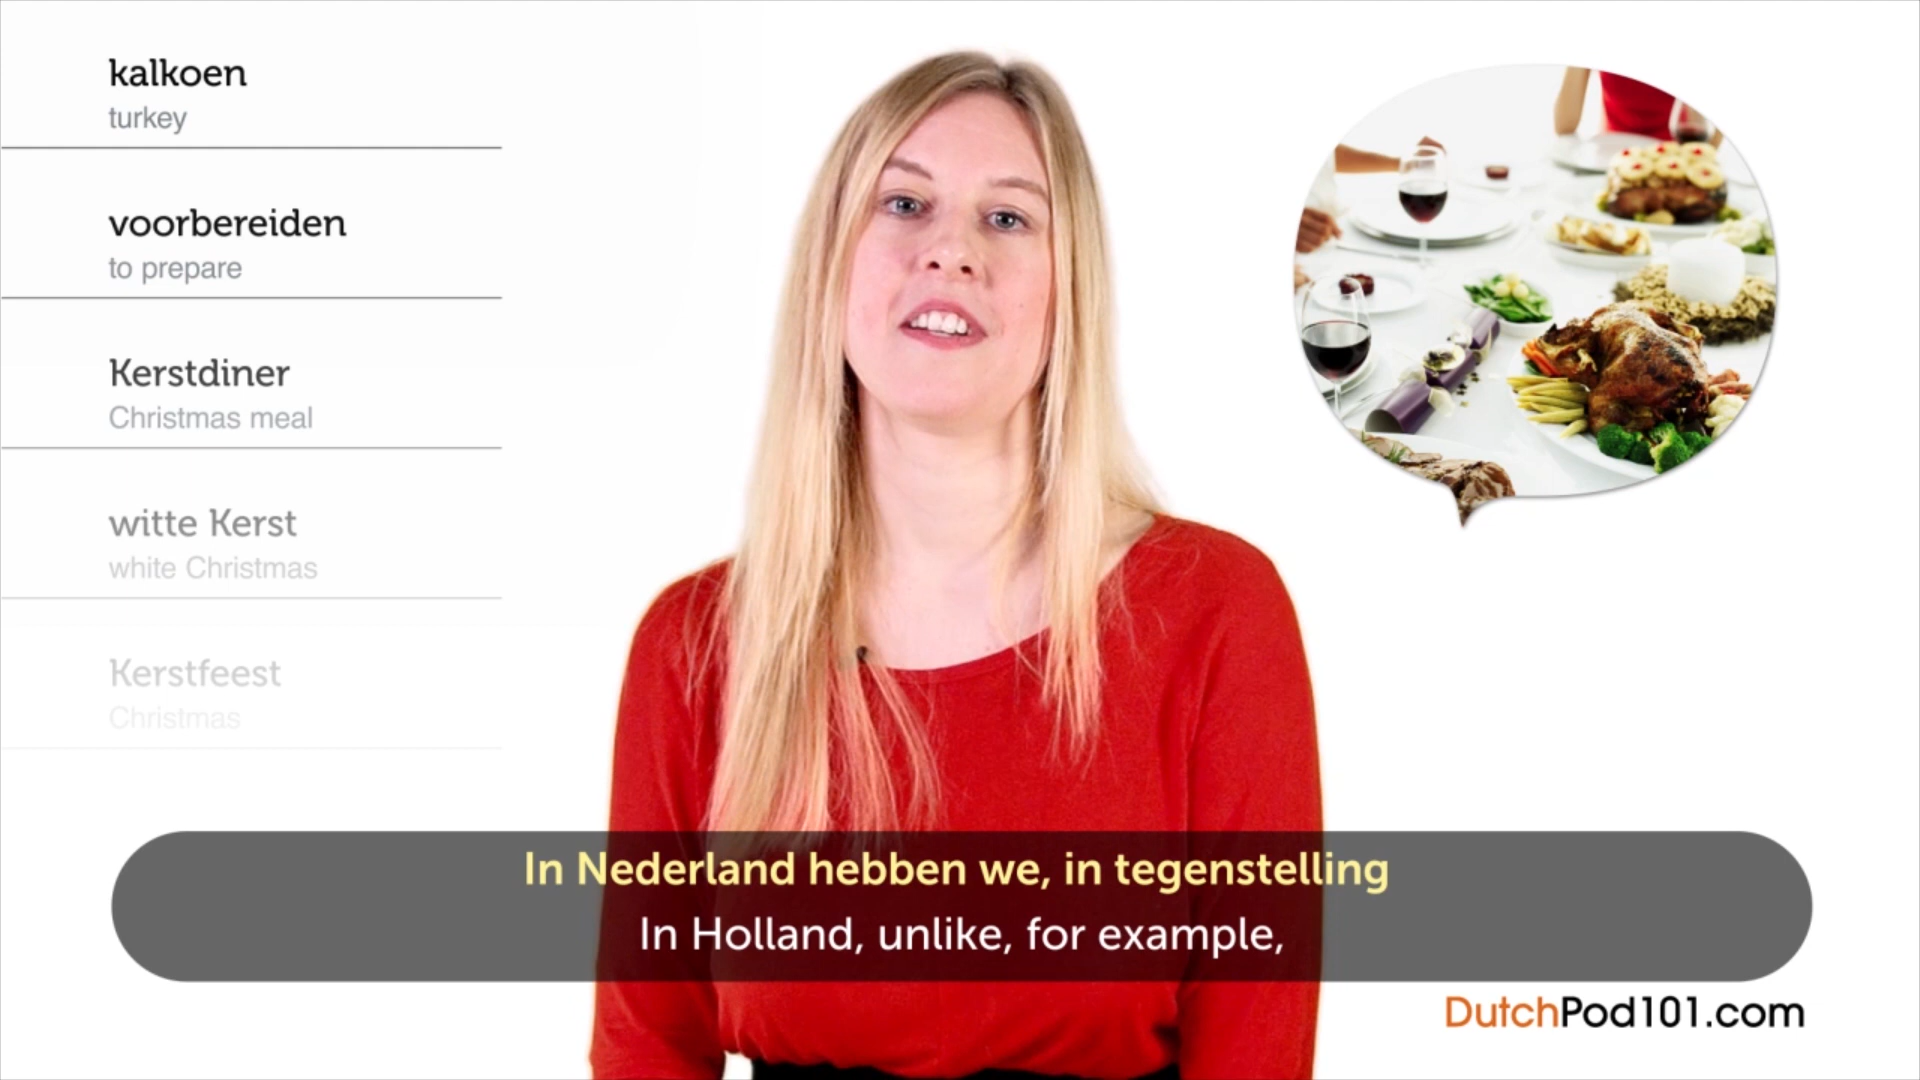 kalkoen
turkey
voorbereiden
to prepare
Kerstdiner
Christmas meal
witte Kerst
white Christmas
Kerstfeest
Christmas
In Nederland hebben we, in tegenstelling
In Holland, unlike, for example,
DutchPod101.com